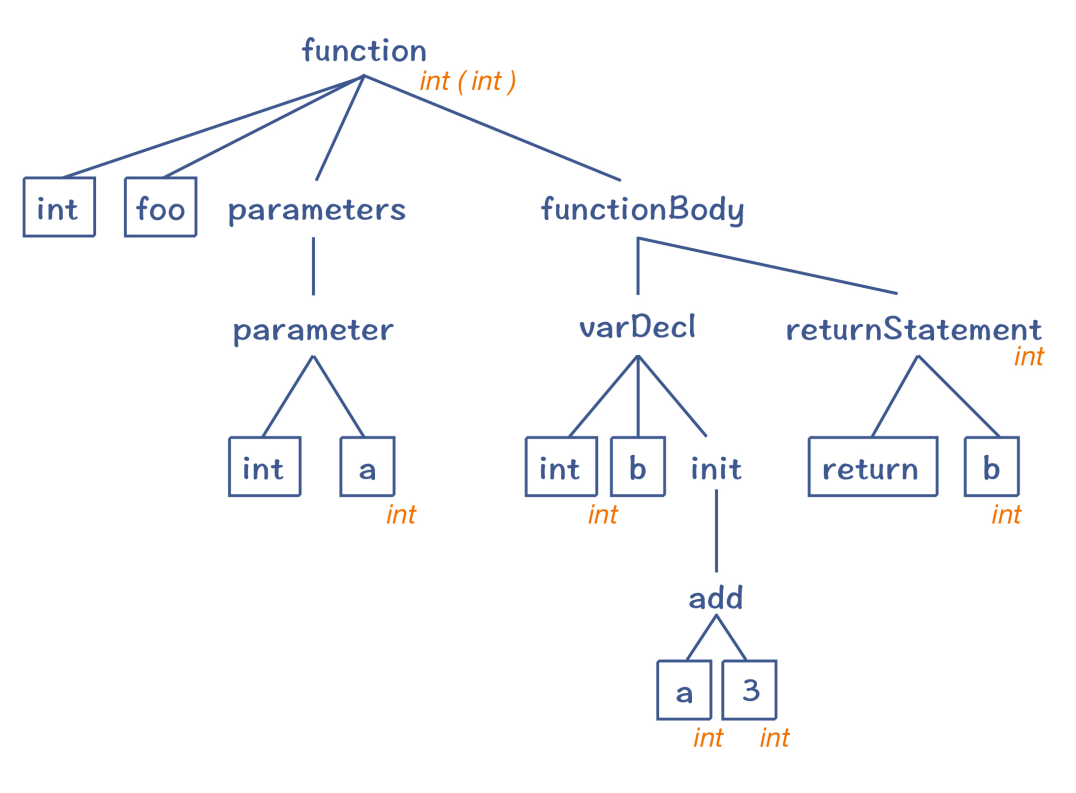 function
int ( int )
int foo parameters functionBody
parameter varDecl returnStatement
int
int a int b init return b
int int int
add
a 3
int int